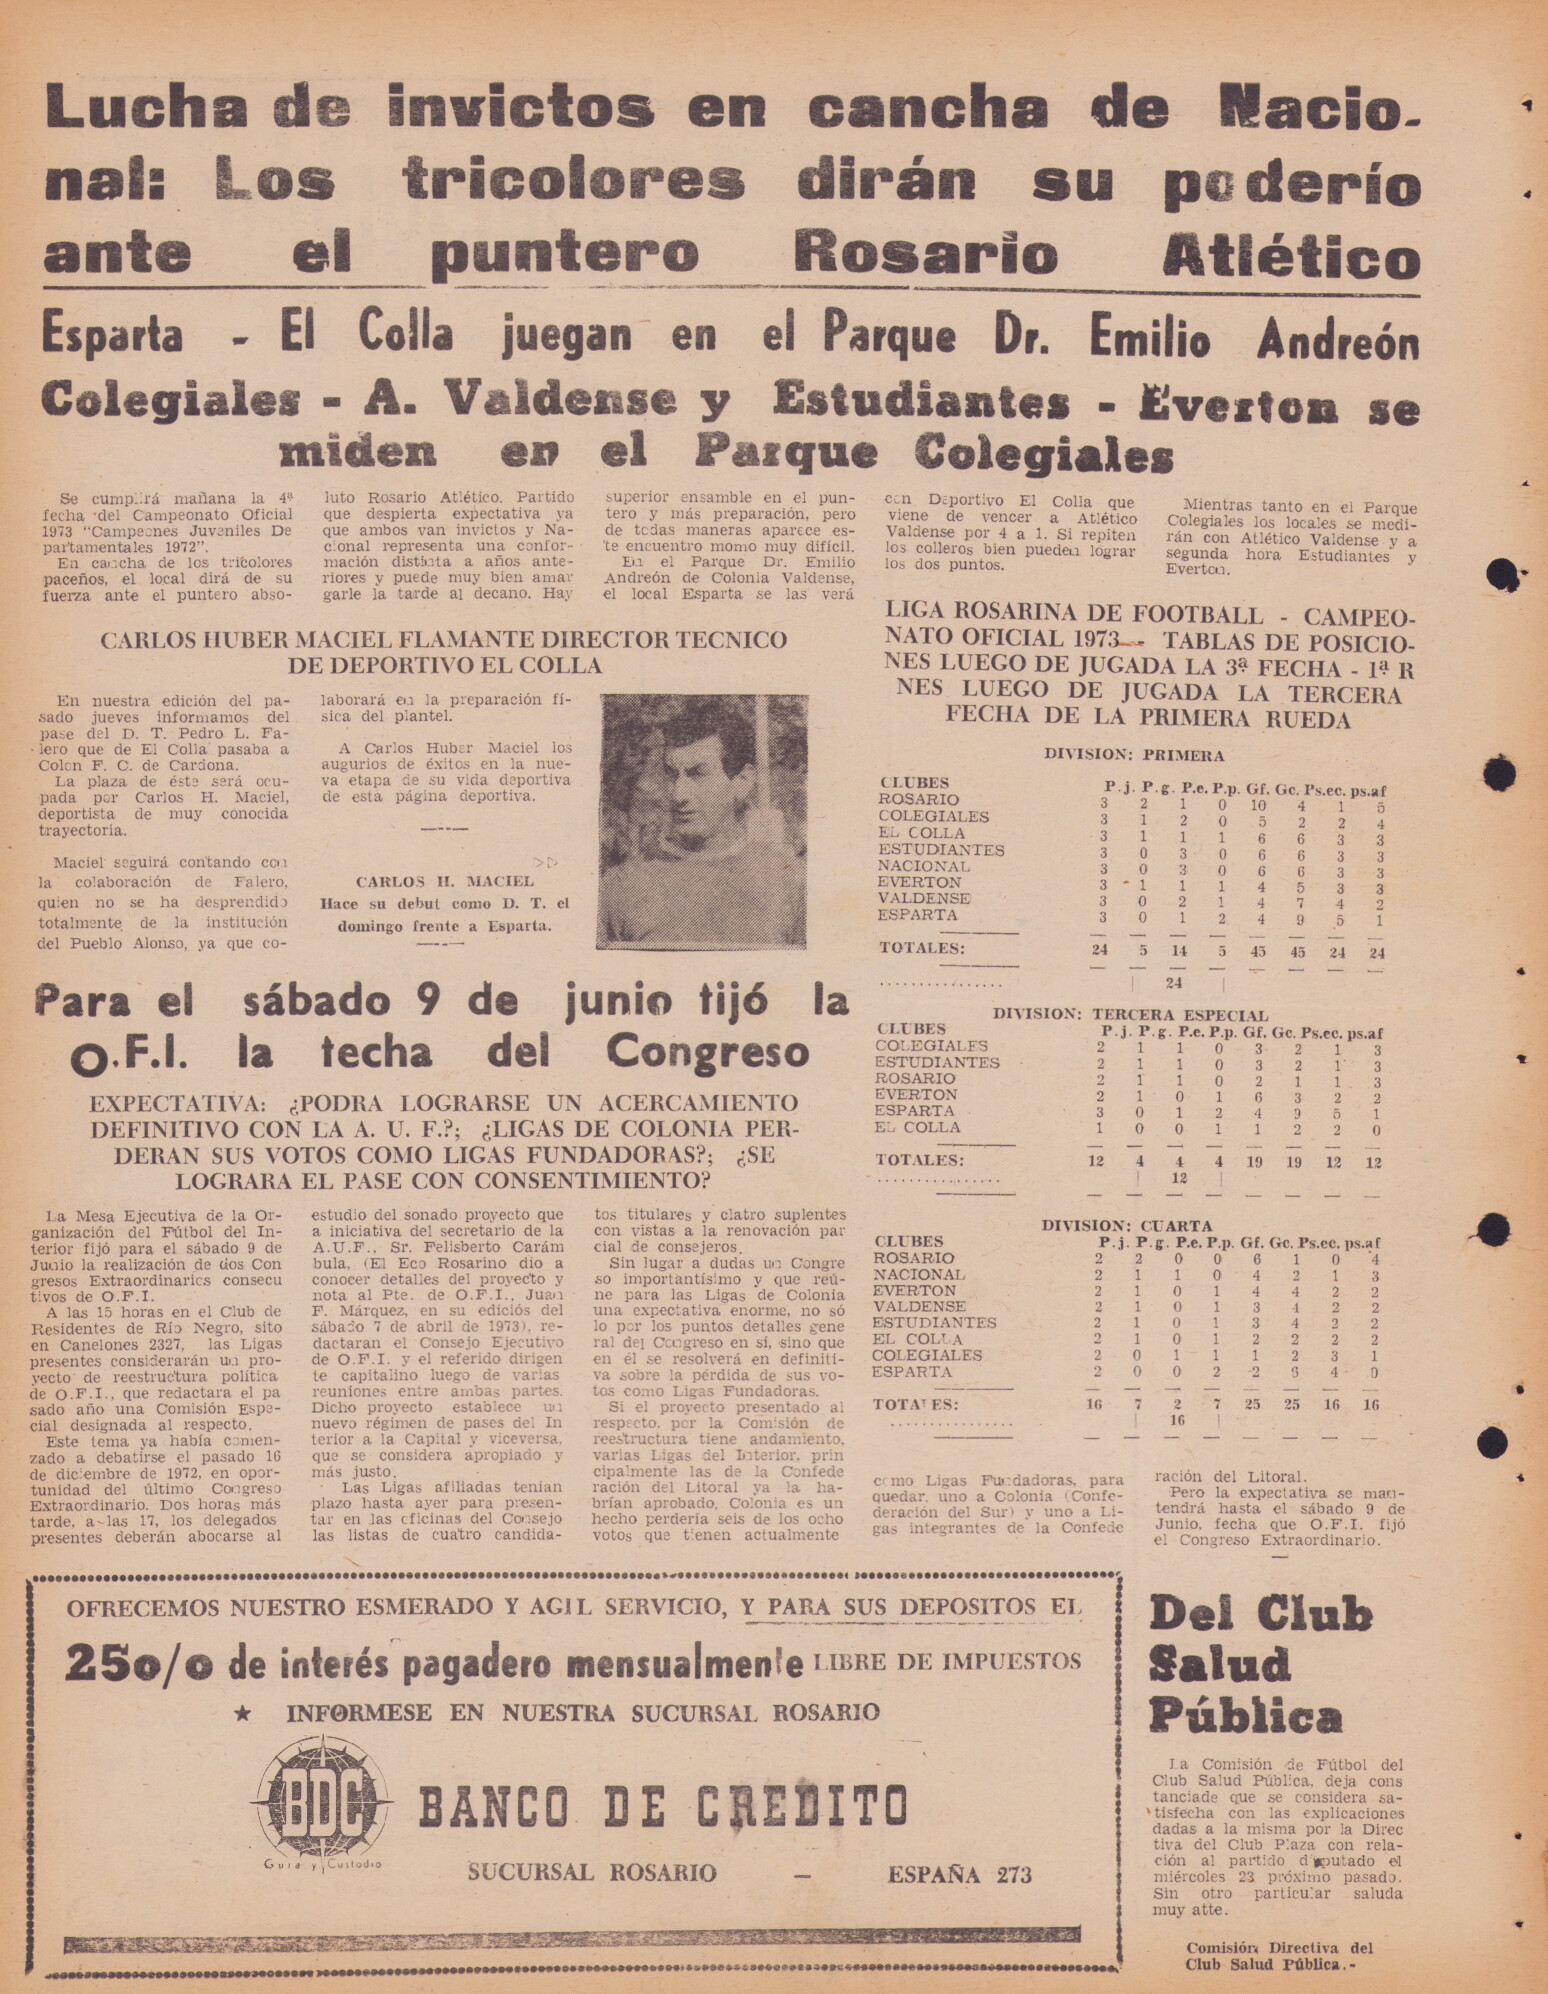 Lucha de invictos en cancha de Nacio-
nal: Los tricolores dirán su poderío
ante el puntero Rosario Atlético
Esparta - El Colla juegan en el Parque Dr. Emilio Andreón
Colegiales - A. Valdense y Estudiantes - Everton se
miden en el Parque Colegiales
Se cumplirá mañana la 4ª
fecha del Campeonato Oficial
1973 "Campeones Juveniles De
partamentales 1972".
En cancha de los tricolores
paceños, el local dirá de su
fuerza ante el puntero abso-
luto Rosario Atlético. Partido
que despierta expectativa ya
que ambos van invictos y Na-
cional representa una confor-
mación distinta a años ante-
riores y puede muy bien amar
garle la tarde al decano. Hay
superior ensamble en el pun-
tero y más preparación, pero
de todas maneras aparece es-
te encuentro momo muy difícil.
En el Parque Dr. Emilio
Andreón de Colonia Valdense,
el local Esparta se las verá
con Deportivo El Colla que
viene de vencer a Atlético
Valdense por 4 a 1. Si repiten
los colleros bien pueden lograr
los dos puntos.
Mientras tanto en el Parque
Colegiales los locales se medi-
rán con Atlético Valdense y a
segunda hora Estudiantes y
Everton.
CARLOS HUBER MACIEL FLAMANTE DIRECTOR TECNICO
DE DEPORTIVO EL COLLA
En nuestra edición del pa-
sado jueves informamos del
pase del D. T. Pedro L. Fa-
lero que de El Colla pasaba a
Colon F. C. de Cardona.
La plaza de éste será ocu-
pada por Carlos H. Maciel,
deportista de muy conocida
trayectoria.
Maciel seguirá contando con
la colaboración de Falero,
quien no se ha desprendido
totalmente de la institución
del Pueblo Alonso, ya que co-
laborará en la preparación fí-
sica del plantel.
A Carlos Huber Maciel los
augurios de éxitos en la nue-
va etapa de su vida deportiva
de esta página deportiva.
CARLOS H. MACIEL
Hace su debut como D. T. el
domingo frente a Esparta.
LIGA ROSARINA DE FOOTBALL - CAMPEO-
NATO OFICIAL 1973 - TABLAS DE POSICIO-
NES LUEGO DE JUGADA LA 3ª FECHA - 1ª R
NES LUEGO DE JUGADA LA TERCERA
FECHA DE LA PRIMERA RUEDA
DIVISION: PRIMERA
CLUBES P. j. P. g. P.e. P.p. Gf. Gc. Ps.ec. ps.af
ROSARIO 3 2 1 0 10 4 1 5
COLEGIALES 3 1 2 0 5 2 2 4
EL COLLA 3 1 1 1 6 6 3 3
ESTUDIANTES 3 0 3 0 6 6 3 3
NACIONAL 3 0 3 0 6 6 3 3
EVERTON 3 1 1 1 4 5 3 3
VALDENSE 3 0 2 1 4 7 4 2
ESPARTA 3 0 1 2 4 9 5 1
TOTALES: 24 5 14 5 45 45 24 24
................ | 24 |
DIVISION: TERCERA ESPECIAL
CLUBES P. j. P. g. P.e. P.p. Gf. Gc. Ps.ec. ps.af
COLEGIALES 2 1 1 0 3 2 1 3
ESTUDIANTES 2 1 1 0 3 2 1 3
ROSARIO 2 1 1 0 2 1 1 3
EVERTON 2 1 0 1 6 3 2 2
ESPARTA 3 0 1 2 4 9 5 1
EL COLLA 1 0 0 1 1 2 2 0
TOTALES: 12 4 4 4 19 19 12 12
................ | 12 |
DIVISION: CUARTA
CLUBES P. j. P. g. P.e. P.p. Gf. Gc. Ps.ec. ps.af
ROSARIO 2 2 0 0 6 1 0 4
NACIONAL 2 1 1 0 4 2 1 3
EVERTON 2 1 0 1 4 4 2 2
VALDENSE 2 1 0 1 3 4 2 2
ESTUDIANTES 2 1 0 1 3 4 2 2
EL COLLA 2 1 0 1 2 2 2 2
COLEGIALES 2 0 1 1 1 2 3 1
ESPARTA 2 0 0 2 2 6 4 0
TOTALES: 16 7 2 7 25 25 16 16
................ | 16 |
Para el sábado 9 de junio tijó la
O.F.I. la techa del Congreso
EXPECTATIVA: ¿PODRA LOGRARSE UN ACERCAMIENTO
DEFINITIVO CON LA A. U. F.?; ¿LIGAS DE COLONIA PER-
DERAN SUS VOTOS COMO LIGAS FUNDADORAS?; ¿SE
LOGRARA EL PASE CON CONSENTIMIENTO?
La Mesa Ejecutiva de la Or-
ganización del Fútbol del In-
terior fijó para el sábado 9 de
Junio la realización de dos Con
gresos Extraordinarics consecu
tivos de O.F.I.
A las 15 horas en el Club de
Residentes de Río Negro, sito
en Canelones 2327, las Ligas
presentes considerarán un pro-
yecto de reestructura política
de O.F.I., que redactara el pa
sado año una Comisión Espe-
cial designada al respecto.
Este tema ya había comen-
zado a debatirse el pasado 16
de diciembre de 1972, en opor-
tunidad del último Congreso
Extraordinario. Dos horas más
tarde, a las 17, los delegados
presentes deberán abocarse al
estudio del sonado proyecto que
a iniciativa del secretario de la
A.U.F., Sr. Felisberto Carám
bula, (El Eco Rosarino dio a
conocer detalles del proyecto y
nota al Pte. de O.F.I., Juan
F. Márquez, en su ediciós del
sábado 7 de abril de 1973), re-
dactaran el Consejo Ejecutivo
de O.F.I. y el referido dirigen
te capitalino luego de varias
reuniones entre ambas partes.
Dicho proyecto establece un
nuevo régimen de pases del In
terior a la Capital y viceversa,
que se considera apropiado y
más justo.
Las Ligas afiliadas tenían
plazo hasta ayer para presen-
tar en las oficinas del Consejo
las listas de cuatro candida-
tos titulares y clatro suplentes
con vistas a la renovación par
cial de consejeros.
Sin lugar a dudas un Congre
so importantísimo y que reú-
ne para las Ligas de Colonia
una expectativa enorme, no só
lo por los puntos detalles gene
ral del Congreso en sí, sino que
en él se resolverá en definiti-
va sobre la pérdida de sus vo-
tos como Ligas Fundadoras.
Si el proyecto presentado al
respecto, por la Comisión de
reestructura tiene andamiento,
varias Ligas del Interior, prin
cipalmente las de la Confede
ración del Litoral ya la ha-
brían aprobado, Colonia es un
hecho perdería seis de los ocho
votos que tienen actualmente
como Ligas Fundadoras, para
quedar, uno a Colonia (Confe-
deración del Sur) y uno a Li-
gas integrantes de la Confede
ración del Litoral.
Pero la expectativa se man-
tendrá hasta el sábado 9 de
Junio, fecha que O.F.I. fijó
el Congreso Extraordinario.
OFRECEMOS NUESTRO ESMERADO Y AGIL SERVICIO, Y PARA SUS DEPOSITOS EL
25o/o de interés pagadero mensualmente LIBRE DE IMPUESTOS
★ INFORMESE EN NUESTRA SUCURSAL ROSARIO
BDC
Guia y Custodio
BANCO DE CREDITO
SUCURSAL ROSARIO — ESPAÑA 273
Del Club
Salud
Pública
La Comisión de Fútbol del
Club Salud Pública, deja cons
tanciade que se considera sa-
tisfecha con las explicaciones
dadas a la misma por la Direc
tiva del Club Plaza con rela-
ción al partido disputado el
miércoles 23 próximo pasado.
Sin otro particular saluda
muy atte.
Comisión Directiva del
Club Salud Pública.-